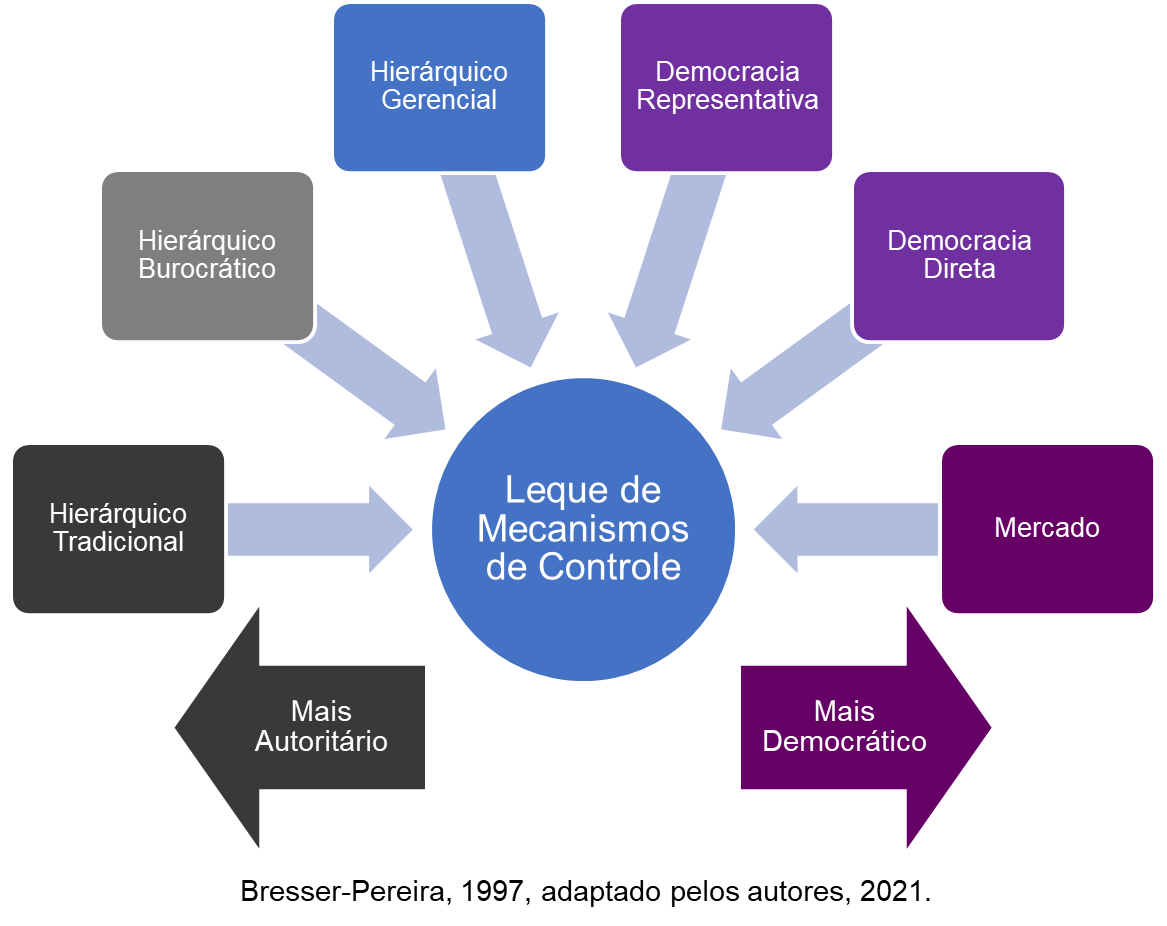 Hierárquico
Gerencial
Democracia
Representativa
Hierárquico
Burocrático
Democracia
Direta
Hierárquico
Tradicional
Leque de
Mecanismos
de Controle
Mercado
Mais
Autoritário
Mais
Democrático
Bresser-Pereira, 1997, adaptado pelos autores, 2021.